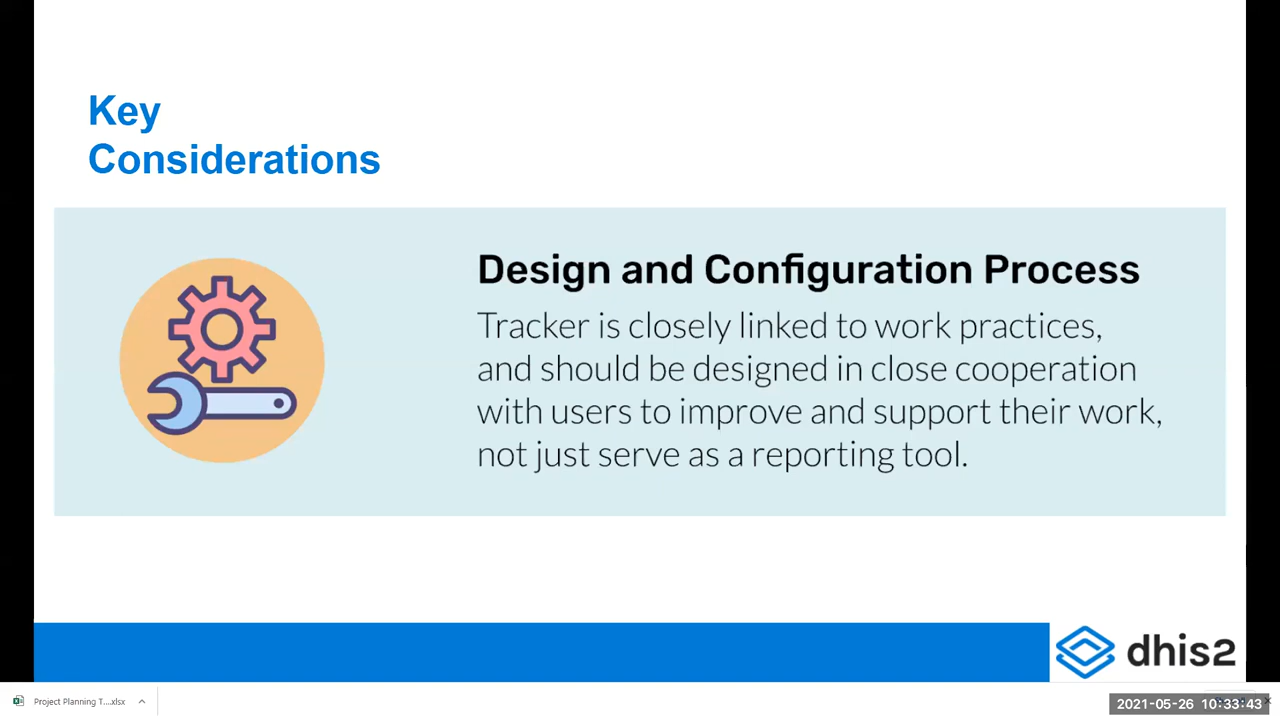 Key
Considerations
Design and Configuration Process
Tracker is closely linked to work practices,
and should be designed in close cooperation
with users to improve and support their work,
not just serve as a reporting tool.
dhis2
Project Planning T....xlsx
2021-05-26 10:33:43